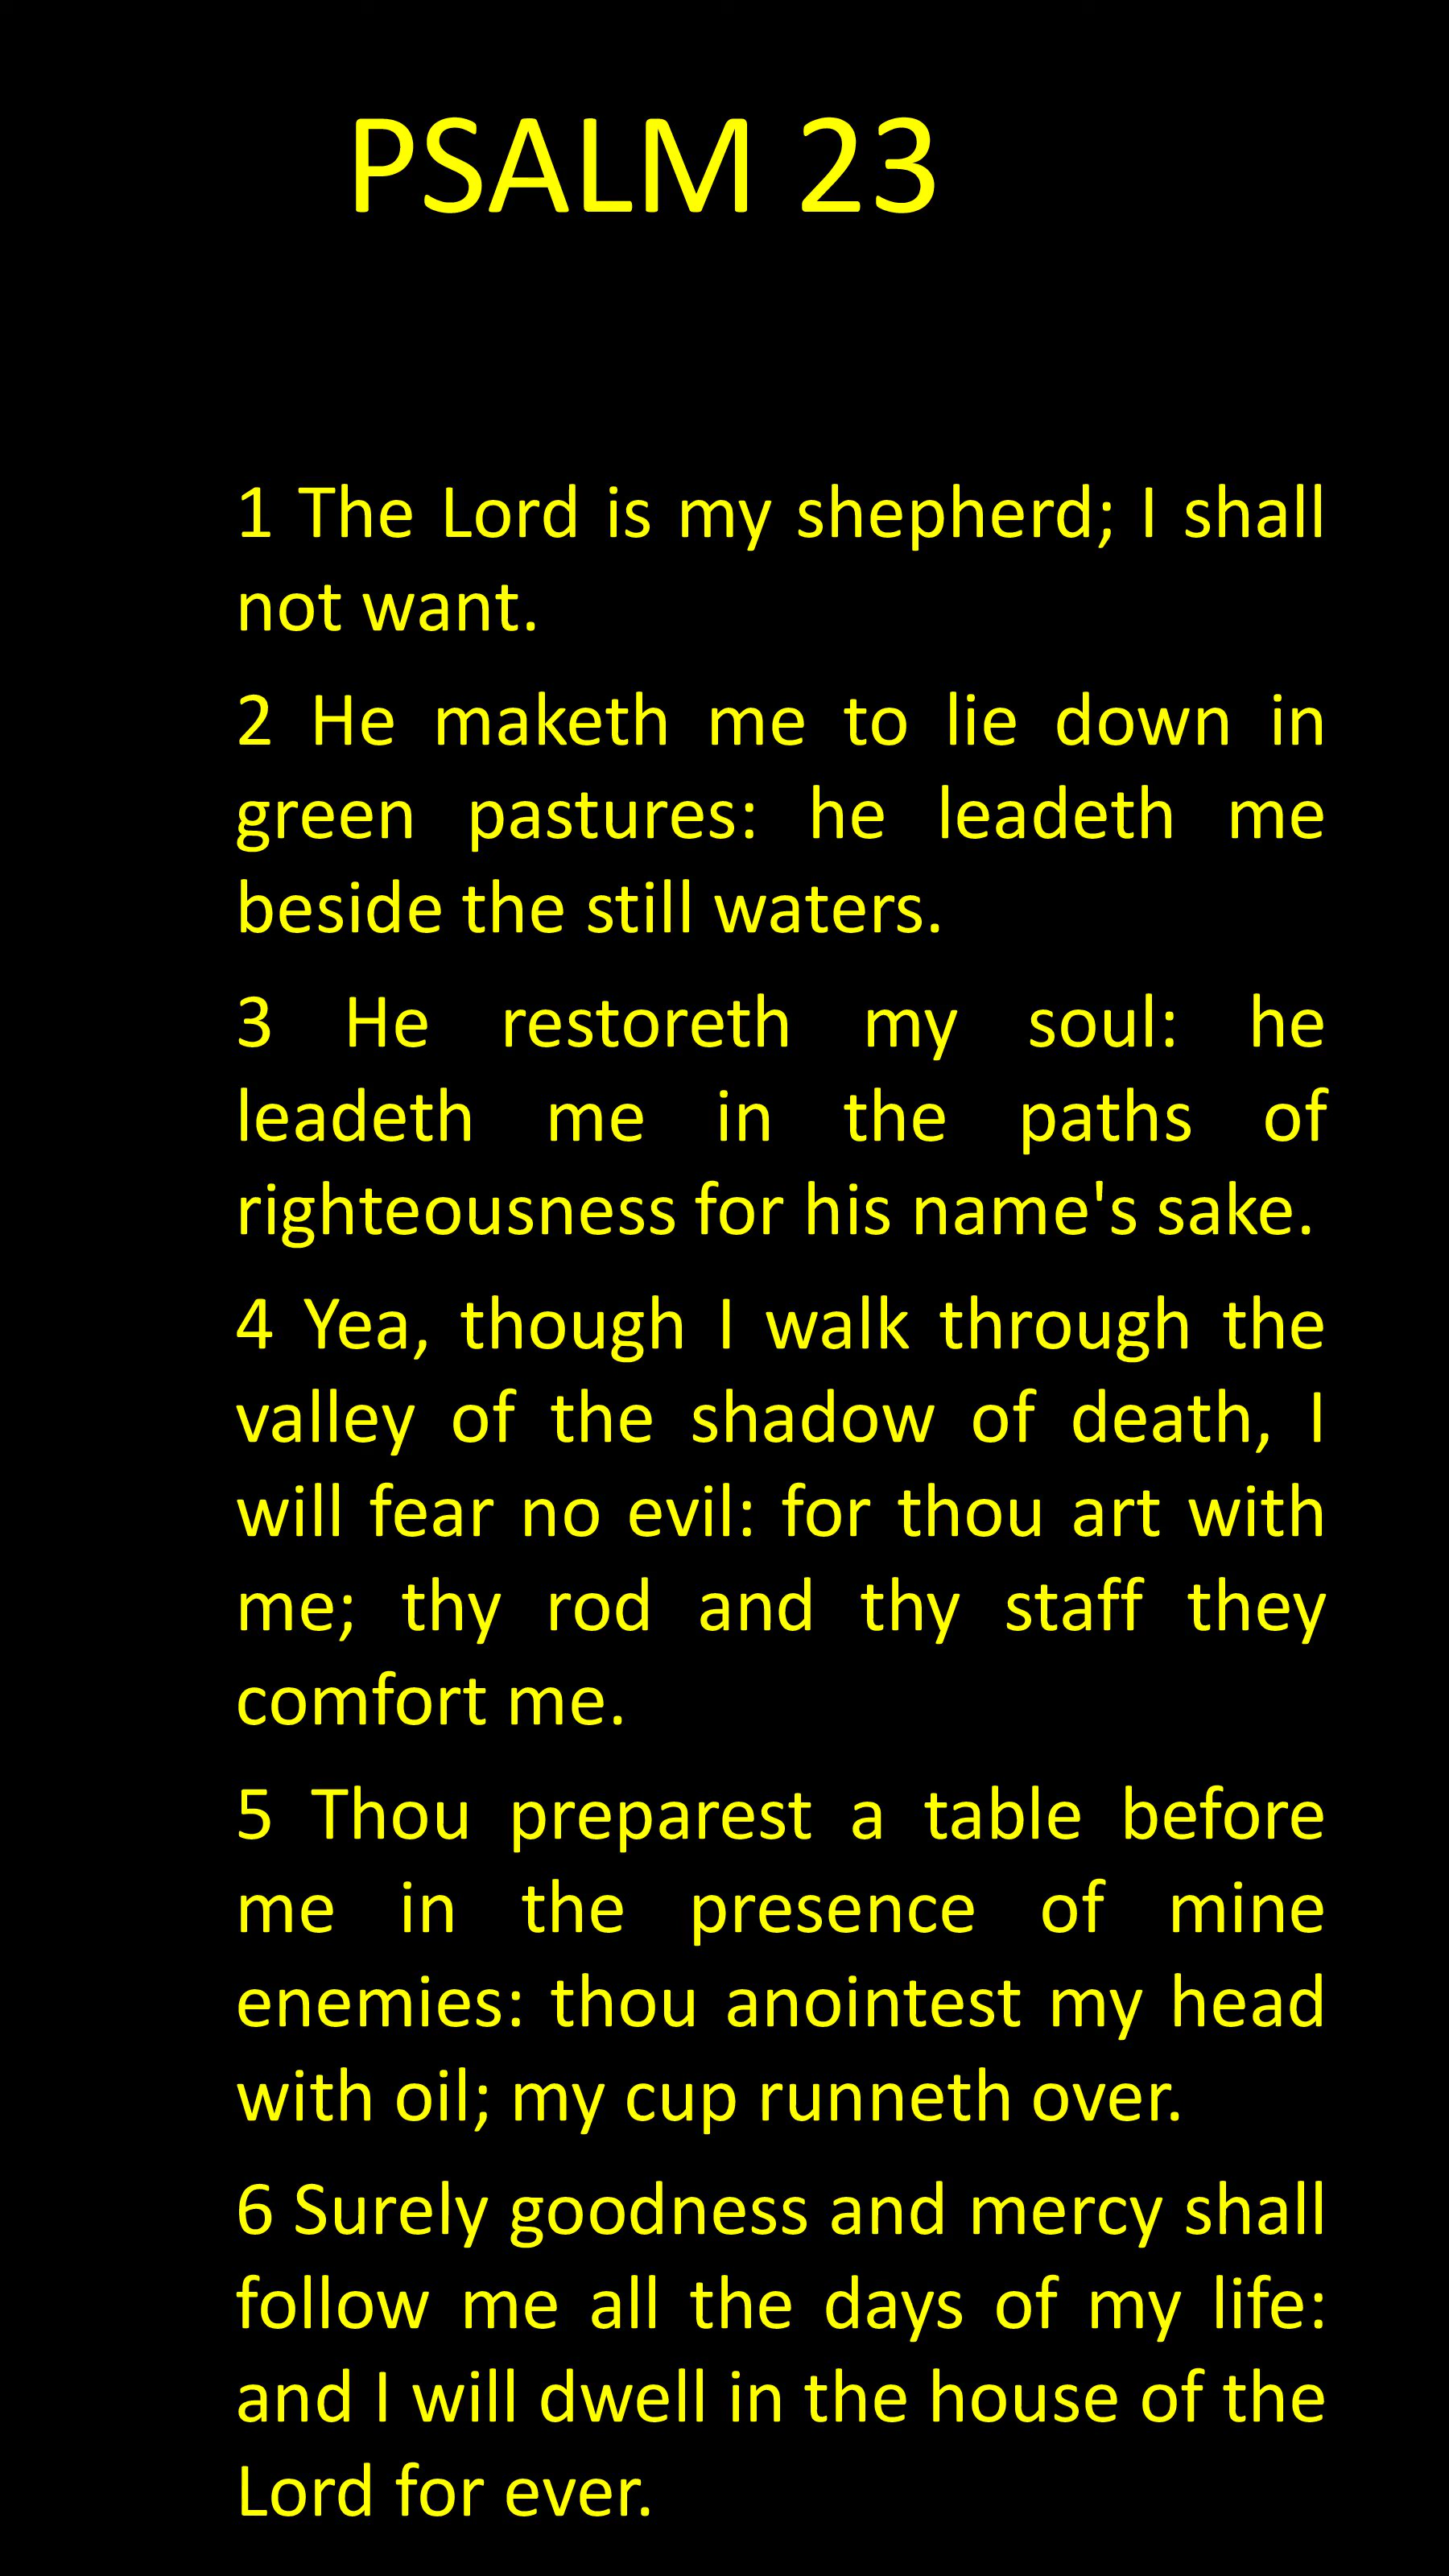 PSALM 23
1 The Lord is my shepherd; I shall
not want.
2 He maketh me to lie down in
green pastures: he leadeth me
beside the still waters.
3 He restoreth my soul: he
leadeth me in the paths of
righteousness for his name's sake.
4 Yea, though I walk through the
valley of the shadow of death, I
will fear no evil: for thou art with
me; thy rod and thy staff they
comfort me.
5 Thou preparest a table before
me in the presence of mine
enemies: thou anointest my head
with oil; my cup runneth over.
6 Surely goodness and mercy shall
follow me all the days of my life:
and I will dwell in the house of the
Lord for ever.